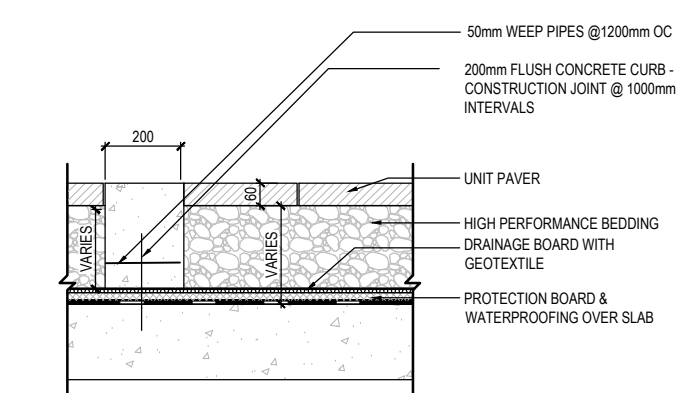 50mm WEEP PIPES @1200mm OC
200mm FLUSH CONCRETE CURB -
CONSTRUCTION JOINT @ 1000mm
INTERVALS
200
UNIT PAVER
60
HIGH PERFORMANCE BEDDING
VARIES
VARIES
DRAINAGE BOARD WITH
GEOTEXTILE
PROTECTION BOARD &
WATERPROOFING OVER SLAB